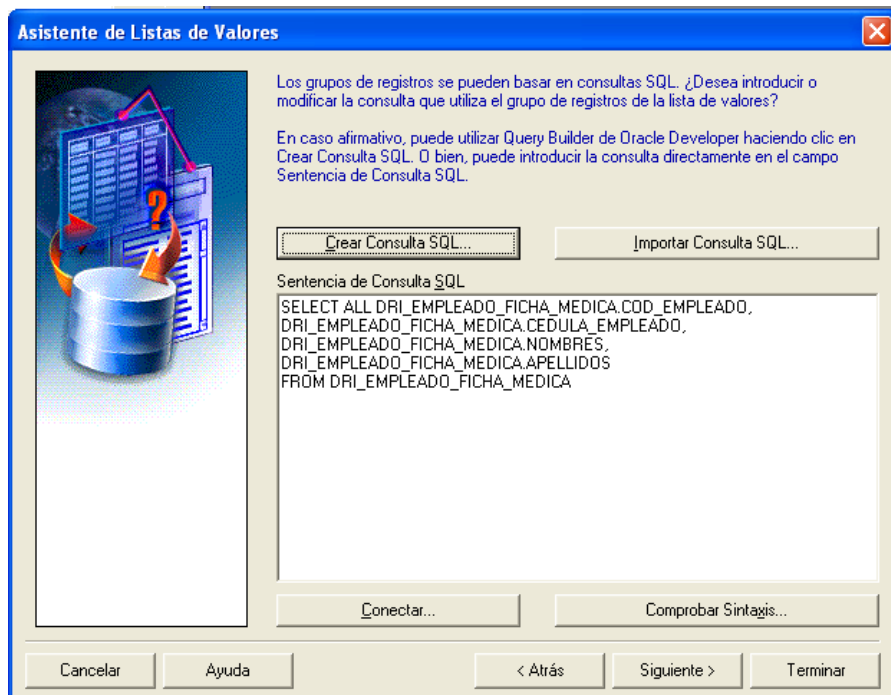 Asistente de Listas de Valores
Los grupos de registros se pueden basar en consultas SQL. ¿Desea introducir o
modificar la consulta que utiliza el grupo de registros de la lista de valores?
En caso afirmativo, puede utilizar Query Builder de Oracle Developer haciendo clic en
Crear Consulta SQL. O bien, puede introducir la consulta directamente en el campo
Sentencia de Consulta SQL.
Crear Consulta SQL...
Importar Consulta SQL...
Sentencia de Consulta SQL
SELECT ALL DRI_EMPLEADO_FICHA_MEDICA.COD_EMPLEADO,
DRI_EMPLEADO_FICHA_MEDICA.CEDULA_EMPLEADO,
DRI_EMPLEADO_FICHA_MEDICA.NOMBRES,
DRI_EMPLEADO_FICHA_MEDICA.APELLIDOS
FROM DRI_EMPLEADO_FICHA_MEDICA
Conectar...
Comprobar Sintaxis...
Cancelar
Ayuda
< Atrás
Siguiente >
Terminar